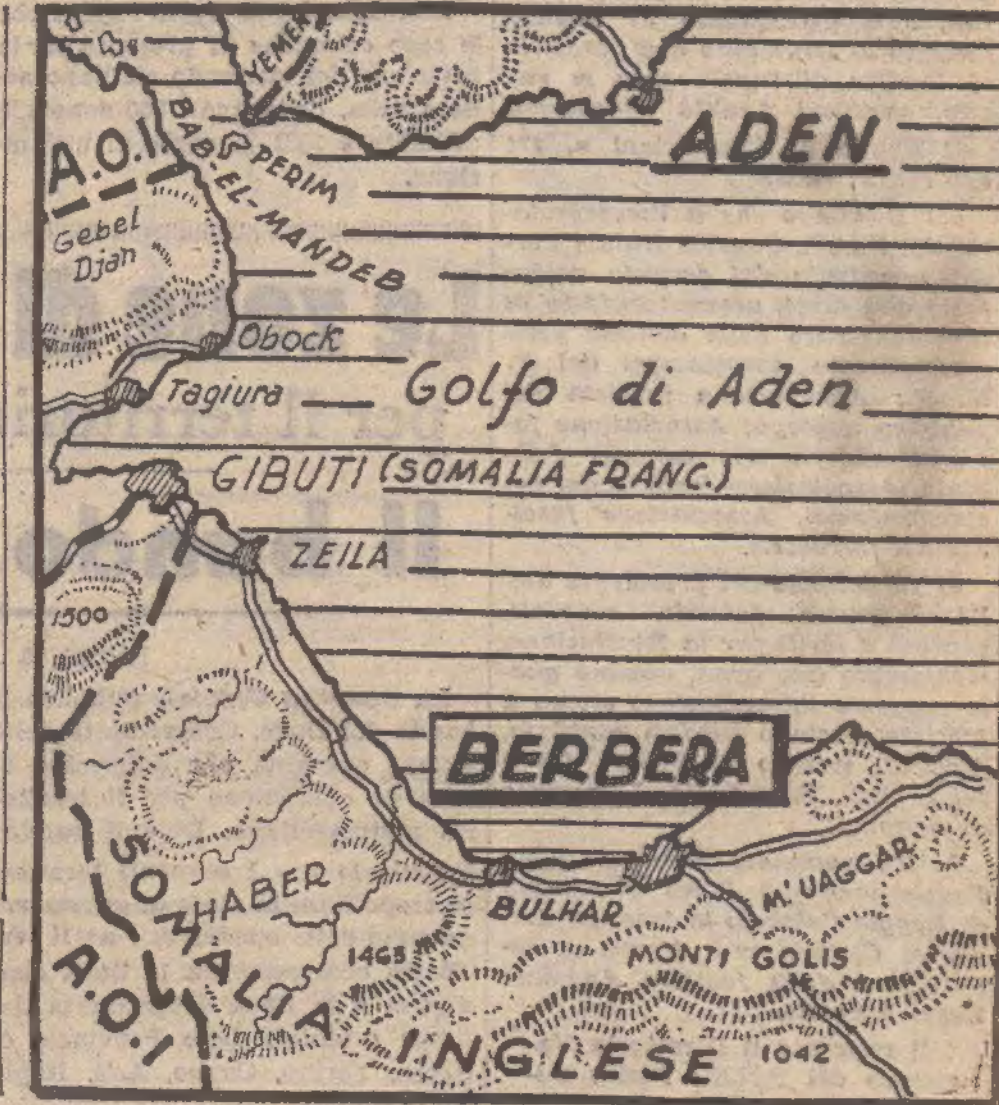 YEMEN
ADEN
A.O.I
BAB-EL-MANDEB
PERIM
Gebel
Djan
Obock
Tagiura
Golfo di Aden
GIBUTI (SOMALIA FRANC.)
ZEILA
1500
BERBERA
HABER
BULHAR
M.ᵗ UAGGAR
1465
MONTI GOLIS
SOMALIA INGLESE
A.O.I
1042